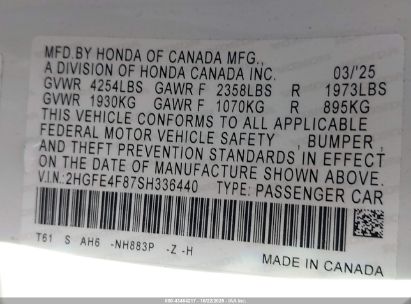 MFD.BY HONDA OF CANADA MFG.,
A DIVISION OF HONDA CANADA INC. 03/'25
GVWR 4254LBS GAWR F 2358LBS R 1973LBS
GVWR 1930KG GAWR F 1070KG R 895KG
THIS VEHICLE CONFORMS TO ALL APPLICABLE
FEDERAL MOTOR VEHICLE SAFETY , BUMPER ,
AND THEFT PREVENTION STANDARDS IN EFFECT
ON THE DATE OF MANUFACTURE SHOWN ABOVE.
V.I.N:2HGFE4F87SH336440 TYPE: PASSENGER CAR
T61 S AH6 -NH883P -Z -H
MADE IN CANADA